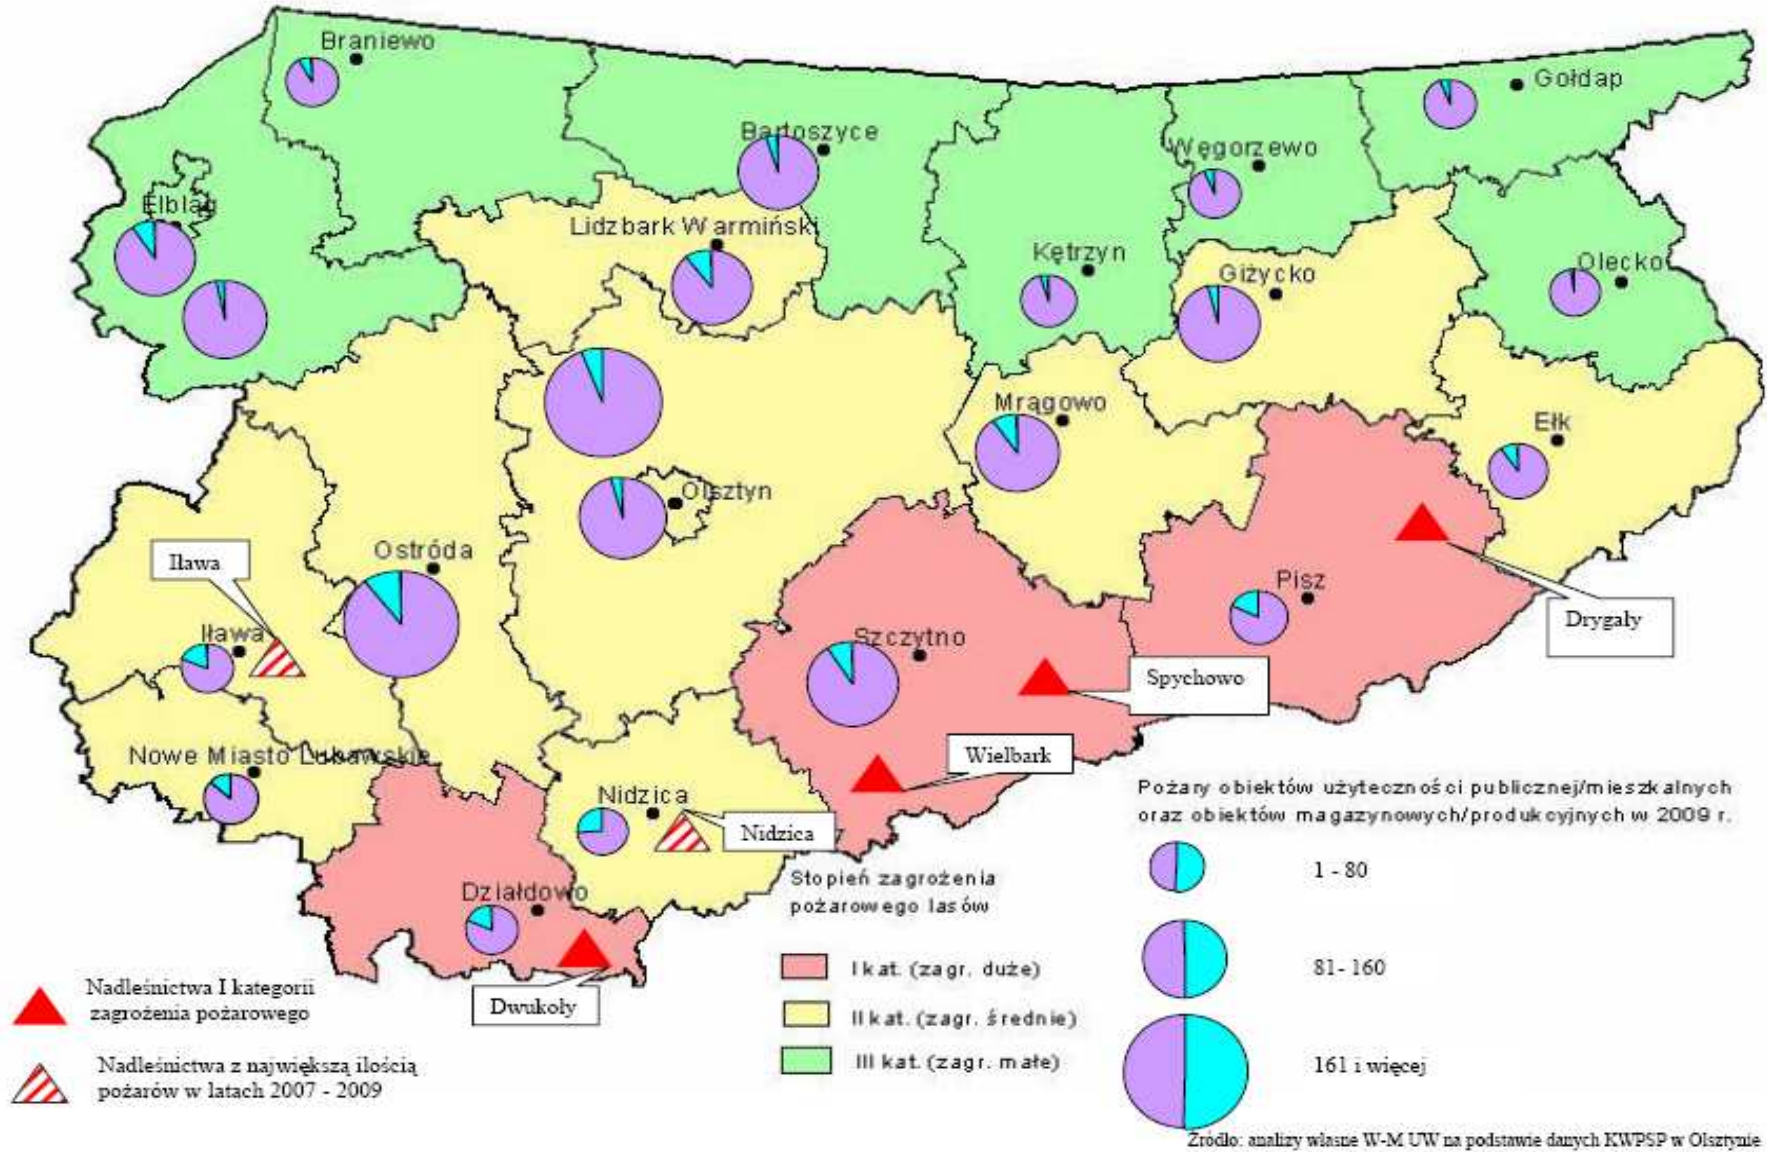 Braniewo
Gołdap
Bartoszyce
Węgorzewo
Elbląg
Lidzbark Warmiński
Kętrzyn
Giżycko
Olecko
Mrągowo
Ełk
Olsztyn
Ostróda
Iława
Pisz
Drygały
Iława
Szczytno
Spychowo
Wielbark
Nowe Miasto Lubawskie
Nidzica
Nidzica
Działdowo
Dwukoły
Pożary obiektów użyteczności publicznej/mieszkalnych
oraz obiektów magazynowych/produkcyjnych w 2009 r.
1 - 80
81- 160
161 i więcej
Stopień zagrożenia
pożarowego lasów
I kat. (zagr. duże)
II kat. (zagr. średnie)
III kat. (zagr. małe)
Nadleśnictwa I kategorii
zagrożenia pożarowego
Nadleśnictwa z największą ilością
pożarów w latach 2007 - 2009
Źródło: analizy własne W-M UW na podstawie danych KWPSP w Olsztynie